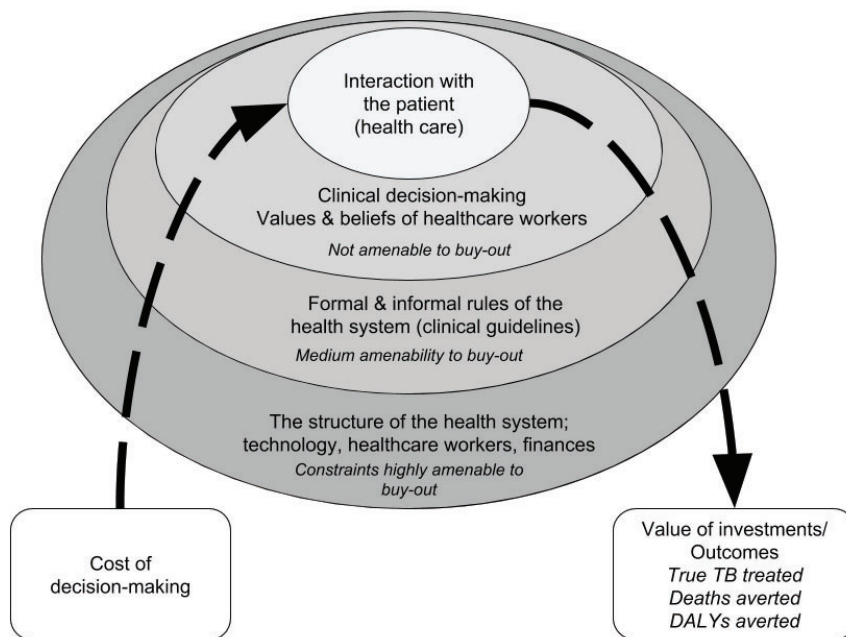 Interaction with
the patient
(health care)
Clinical decision-making
Values & beliefs of healthcare workers
Not amenable to buy-out
Formal & informal rules of the
health system (clinical guidelines)
Medium amenability to buy-out
The structure of the health system;
technology, healthcare workers, finances
Constraints highly amenable to
buy-out
Cost of
decision-making
Value of investments/
Outcomes
True TB treated
Deaths averted
DALYs averted